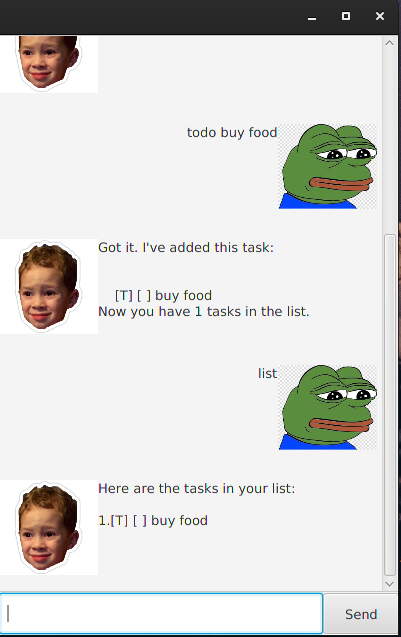 todo buy food
Got it. I've added this task:
[T] [ ] buy food
Now you have 1 tasks in the list.
list
Here are the tasks in your list:
1.[T] [ ] buy food
Send